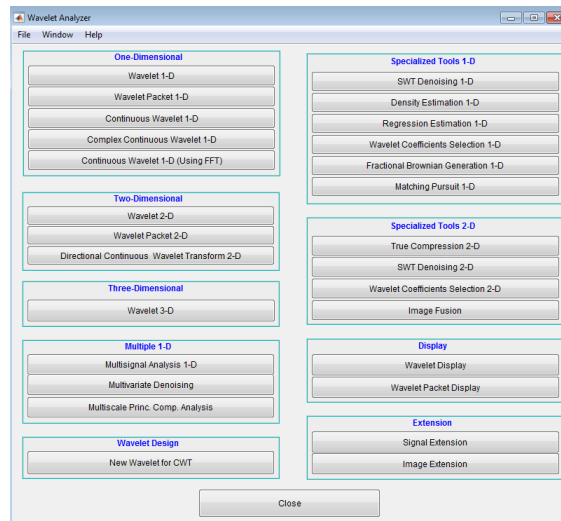 Wavelet Analyzer
File Window Help
One-Dimensional
Wavelet 1-D
Wavelet Packet 1-D
Continuous Wavelet 1-D
Complex Continuous Wavelet 1-D
Continuous Wavelet 1-D (Using FFT)
Two-Dimensional
Wavelet 2-D
Wavelet Packet 2-D
Directional Continuous Wavelet Transform 2-D
Three-Dimensional
Wavelet 3-D
Multiple 1-D
Multisignal Analysis 1-D
Multivariate Denoising
Multiscale Princ. Comp. Analysis
Wavelet Design
New Wavelet for CWT
Specialized Tools 1-D
SWT Denoising 1-D
Density Estimation 1-D
Regression Estimation 1-D
Wavelet Coefficients Selection 1-D
Fractional Brownian Generation 1-D
Matching Pursuit 1-D
Specialized Tools 2-D
True Compression 2-D
SWT Denoising 2-D
Wavelet Coefficients Selection 2-D
Image Fusion
Display
Wavelet Display
Wavelet Packet Display
Extension
Signal Extension
Image Extension
Close